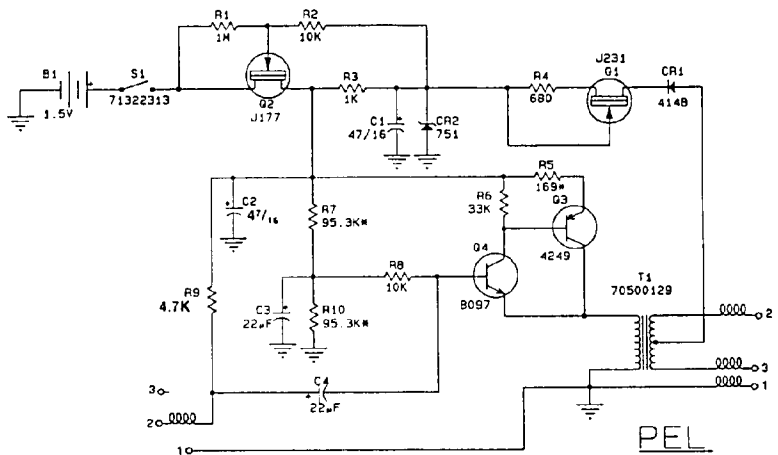 R1
1M
R2
10K
J231
Q1
B1
S1
R3
1K
R4
680
CR1
4148
1.5V
71322313
Q2
J177
C1
47/16
CR2
751
C2
47/16
R7
95.3K*
R6
33K
R5
169*
Q3
Q4
4249
T1
70500129
R9
4.7K
R8
10K
C3
22µF
R10
95.3K*
8097
2
3
C4
22µF
3
1
2
1
PEL